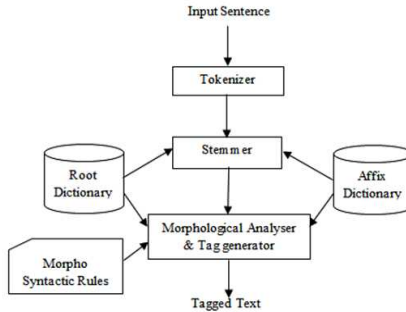 Input Sentence
Tokenizer
Stemmer
Root
Dictionary
Affix
Dictionary
Morphological Analyser
& Tag generator
Morpho
Syntactic Rules
Tagged Text